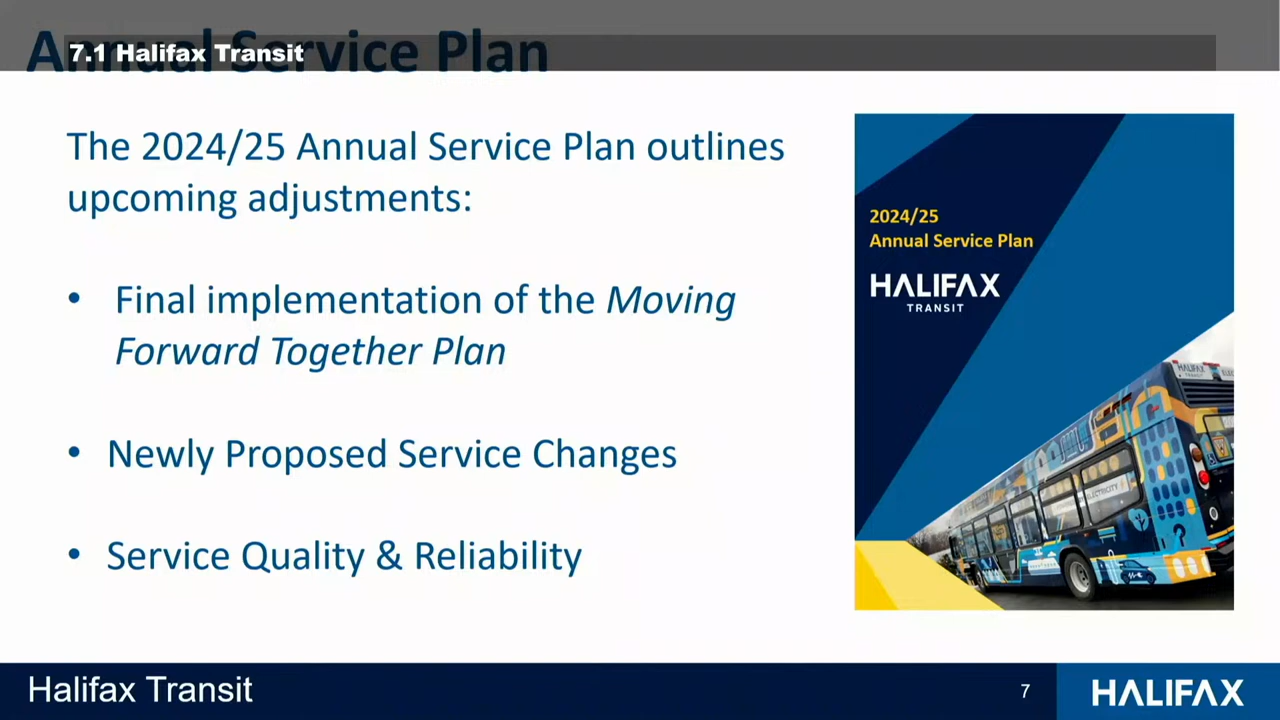 Annual Service Plan
7.1 Halifax Transit
The 2024/25 Annual Service Plan outlines
upcoming adjustments:
• Final implementation of the Moving
Forward Together Plan
• Newly Proposed Service Changes
• Service Quality & Reliability
2024/25
Annual Service Plan
HALIFAX
TRANSIT
HALIFAX
Halifax Transit
7
HALIFAX